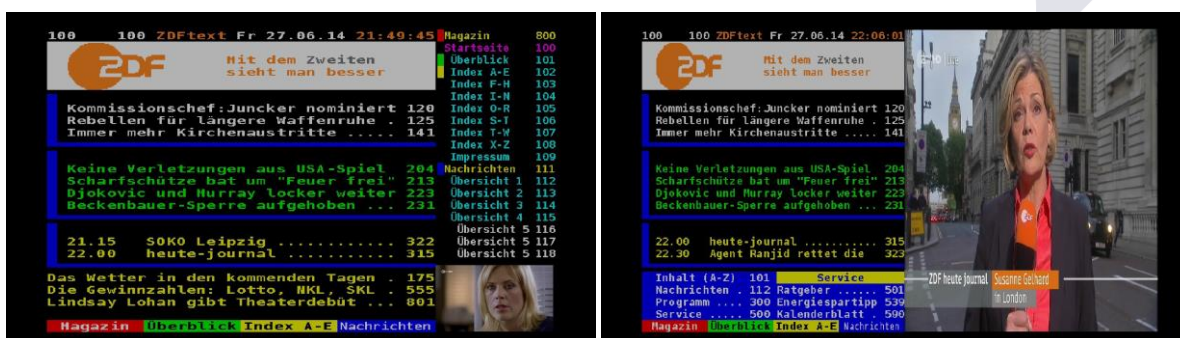 100 100 ZDFtext Fr 27.06.14 21:49:45
ZDF
Mit dem Zweiten
sieht man besser
Kommissionschef:Juncker nominiert 120
Rebellen für längere Waffenruhe . 125
Immer mehr Kirchenaustritte ..... 141
Keine Verletzungen aus USA-Spiel 204
Scharfschütze bat um "Feuer frei" 213
Djokovic und Murray locker weiter 223
Beckenbauer-Sperre aufgehoben ... 231
21.15 SOKO Leipzig ............ 322
22.00 heute-journal ........... 315
Das Wetter in den kommenden Tagen . 175
Die Gewinnzahlen: Lotto, NKL, SKL . 555
Lindsay Lohan gibt Theaterdebüt ... 801
Magazin Überblick Index A-E Nachrichten
Magazin 800
Startseite 100
Überblick 101
Index A-E 102
Index F-H 103
Index I-N 104
Index O-R 105
Index S-T 106
Index T-W 107
Index X-Z 108
Impressum 109
Nachrichten 111
Übersicht 1 112
Übersicht 2 113
Übersicht 3 114
Übersicht 4 115
Übersicht 5 116
Übersicht 5 117
Übersicht 5 118
100 100 ZDFtext Fr 27.06.14 22:06:01
ZDF
Mit dem Zweiten
sieht man besser
Kommissionschef:Juncker nominiert 120
Rebellen für längere Waffenruhe . 125
Immer mehr Kirchenaustritte ..... 141
Keine Verletzungen aus USA-Spiel 204
Scharfschütze bat um "Feuer frei" 213
Djokovic und Murray locker weiter 223
Beckenbauer-Sperre aufgehoben ... 231
22.00 heute-journal .......... 315
22.30 Agent Ranjid rettet die 323
Inhalt (A-Z) 101 Service
Nachrichten . 112 Ratgeber ...... 501
Programm .... 300 Energiespartipp 539
Service ..... 500 Kalenderblatt . 590
Magazin Überblick Index A-E Nachrichten
ZDF heute journal Susanne Gelhard
in London